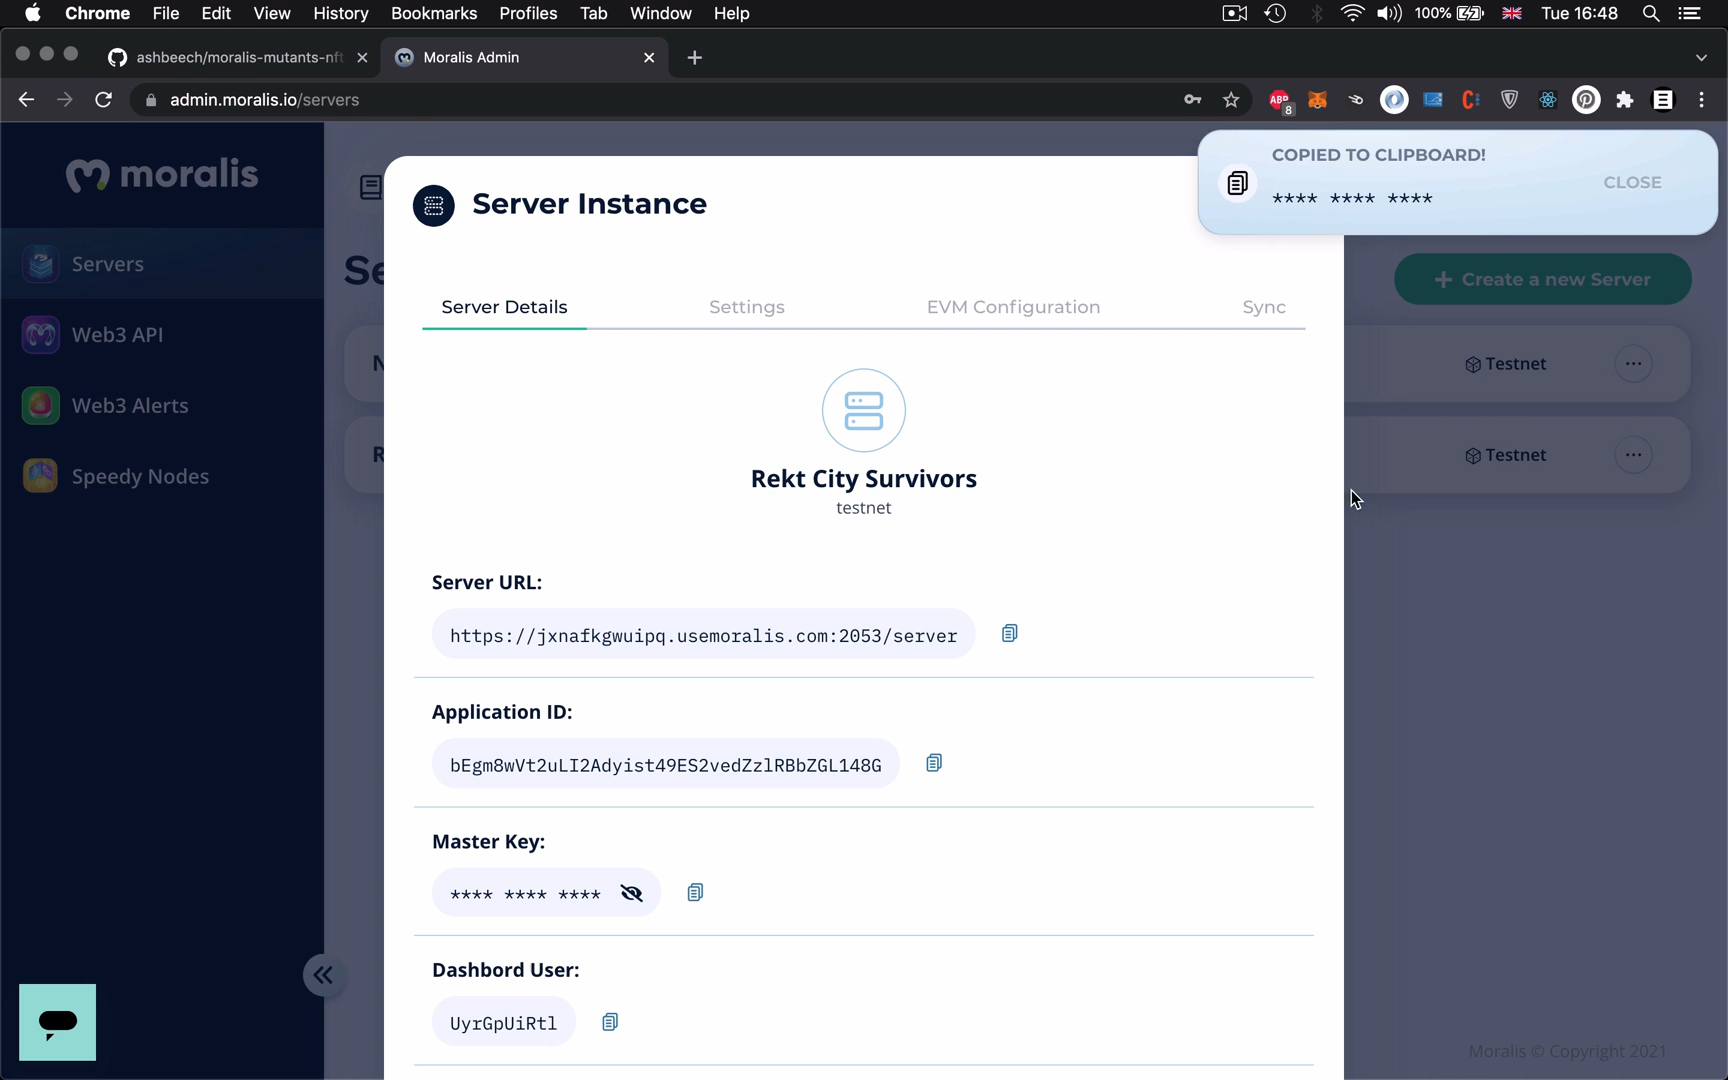 Chrome File Edit View History Bookmarks Profiles Tab Window Help 100% Tue 16:48
ashbeech/moralis-mutants-nft Moralis Admin
admin.moralis.io/servers ABP 8
moralis
COPIED TO CLIPBOARD!
**** **** ****
CLOSE
Server Instance
Servers
Se
+ Create a new Server
Server Details Settings EVM Configuration Sync
Web3 API
N
Testnet
Web3 Alerts
R
Testnet
Speedy Nodes
Rekt City Survivors
testnet
Server URL:
https://jxnafkgwuipq.usemoralis.com:2053/server
Application ID:
bEgm8wVt2uLI2Adyist49ES2vedZzlRBbZGL148G
Master Key:
**** **** ****
Dashbord User:
UyrGpUiRtl
Moralis © Copyright 2021